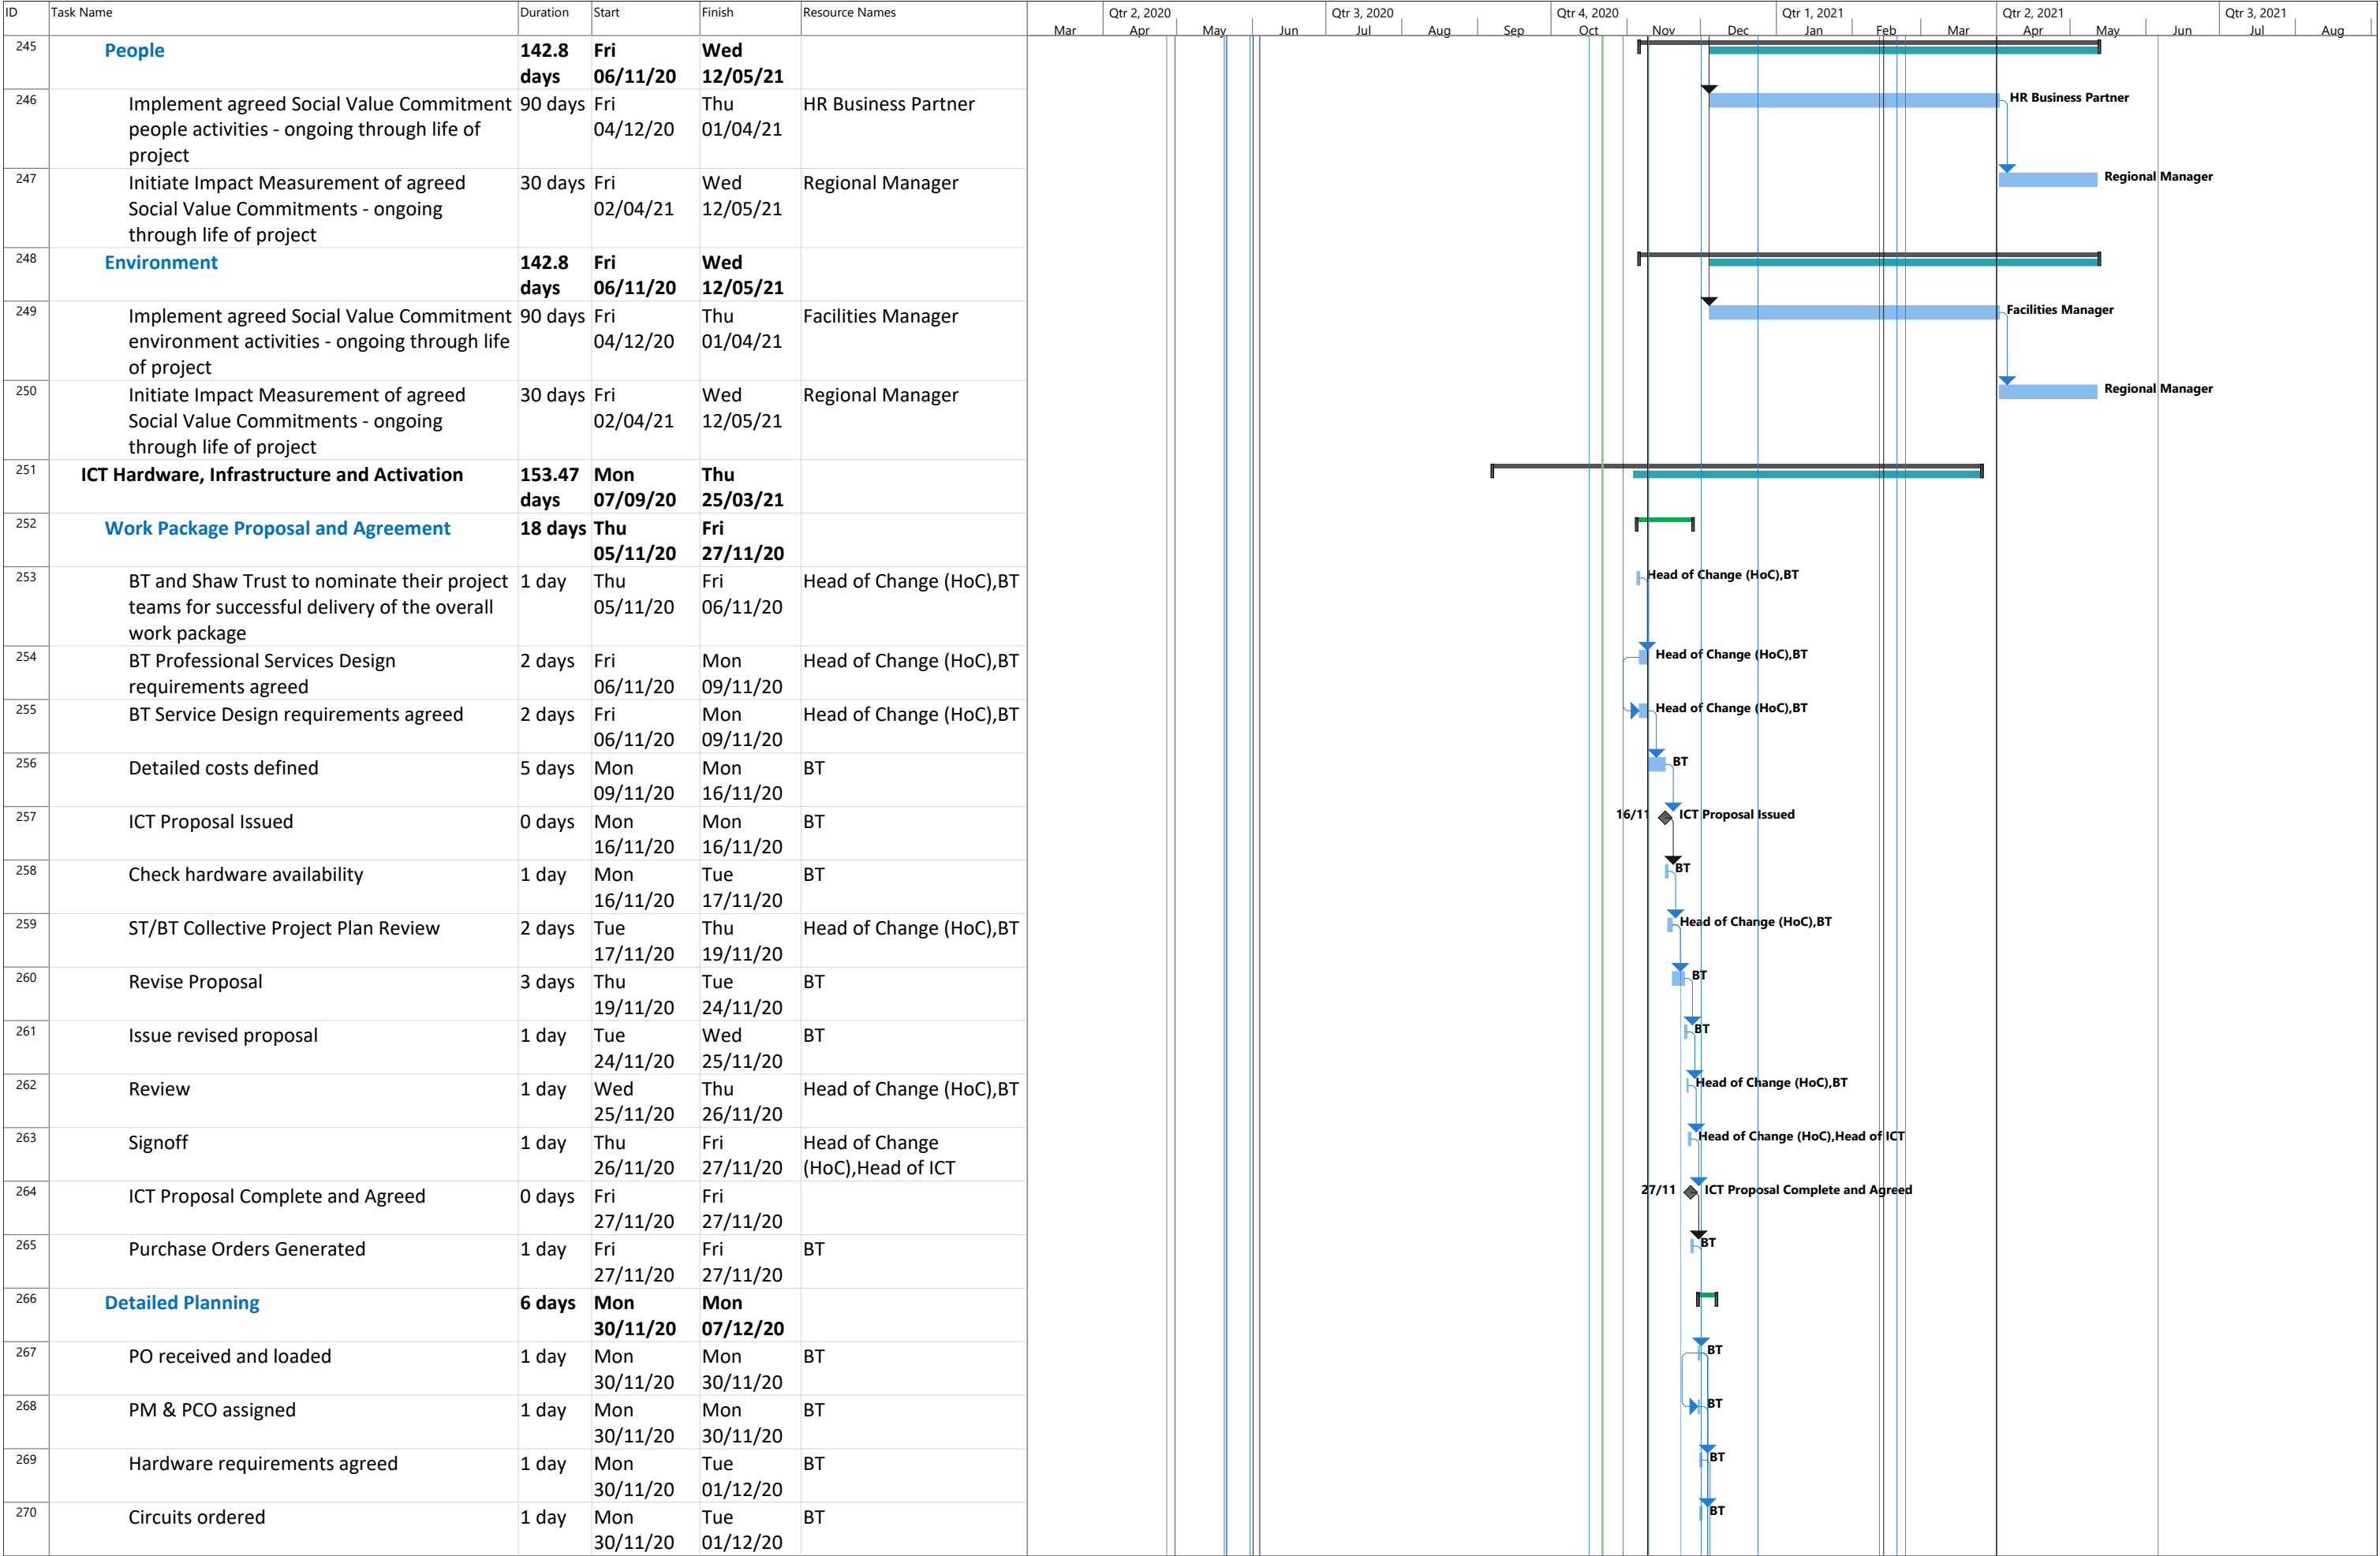 ID Task Name Duration Start Finish Resource Names
Qtr 2, 2020 Qtr 3, 2020 Qtr 4, 2020 Qtr 1, 2021 Qtr 2, 2021 Qtr 3, 2021
Mar Apr May Jun Jul Aug Sep Oct Nov Dec Jan Feb Mar Apr May Jun Jul Aug
245 People 142.8 Fri Wed
days 06/11/20 12/05/21
246 Implement agreed Social Value Commitment 90 days Fri Thu HR Business Partner HR Business Partner
people activities - ongoing through life of 04/12/20 01/04/21
project
247 Initiate Impact Measurement of agreed 30 days Fri Wed Regional Manager Regional Manager
Social Value Commitments - ongoing 02/04/21 12/05/21
through life of project
248 Environment 142.8 Fri Wed
days 06/11/20 12/05/21
249 Implement agreed Social Value Commitment 90 days Fri Thu Facilities Manager Facilities Manager
environment activities - ongoing through life 04/12/20 01/04/21
of project
250 Initiate Impact Measurement of agreed 30 days Fri Wed Regional Manager Regional Manager
Social Value Commitments - ongoing 02/04/21 12/05/21
through life of project
251 ICT Hardware, Infrastructure and Activation 153.47 Mon Thu
days 07/09/20 25/03/21
252 Work Package Proposal and Agreement 18 days Thu Fri
05/11/20 27/11/20
253 BT and Shaw Trust to nominate their project 1 day Thu Fri Head of Change (HoC),BT Head of Change (HoC),BT
teams for successful delivery of the overall 05/11/20 06/11/20
work package
254 BT Professional Services Design 2 days Fri Mon Head of Change (HoC),BT Head of Change (HoC),BT
requirements agreed 06/11/20 09/11/20
255 BT Service Design requirements agreed 2 days Fri Mon Head of Change (HoC),BT Head of Change (HoC),BT
06/11/20 09/11/20
256 Detailed costs defined 5 days Mon Mon BT BT
09/11/20 16/11/20
257 ICT Proposal Issued 0 days Mon Mon BT 16/11 ICT Proposal Issued
16/11/20 16/11/20
258 Check hardware availability 1 day Mon Tue BT BT
16/11/20 17/11/20
259 ST/BT Collective Project Plan Review 2 days Tue Thu Head of Change (HoC),BT Head of Change (HoC),BT
17/11/20 19/11/20
260 Revise Proposal 3 days Thu Tue BT BT
19/11/20 24/11/20
261 Issue revised proposal 1 day Tue Wed BT BT
24/11/20 25/11/20
262 Review 1 day Wed Thu Head of Change (HoC),BT Head of Change (HoC),BT
25/11/20 26/11/20
263 Signoff 1 day Thu Fri Head of Change Head of Change (HoC),Head of ICT
26/11/20 27/11/20 (HoC),Head of ICT
264 ICT Proposal Complete and Agreed 0 days Fri Fri 27/11 ICT Proposal Complete and Agreed
27/11/20 27/11/20
265 Purchase Orders Generated 1 day Fri Fri BT BT
27/11/20 27/11/20
266 Detailed Planning 6 days Mon Mon
30/11/20 07/12/20
267 PO received and loaded 1 day Mon Mon BT BT
30/11/20 30/11/20
268 PM & PCO assigned 1 day Mon Mon BT BT
30/11/20 30/11/20
269 Hardware requirements agreed 1 day Mon Tue BT BT
30/11/20 01/12/20
270 Circuits ordered 1 day Mon Tue BT BT
30/11/20 01/12/20